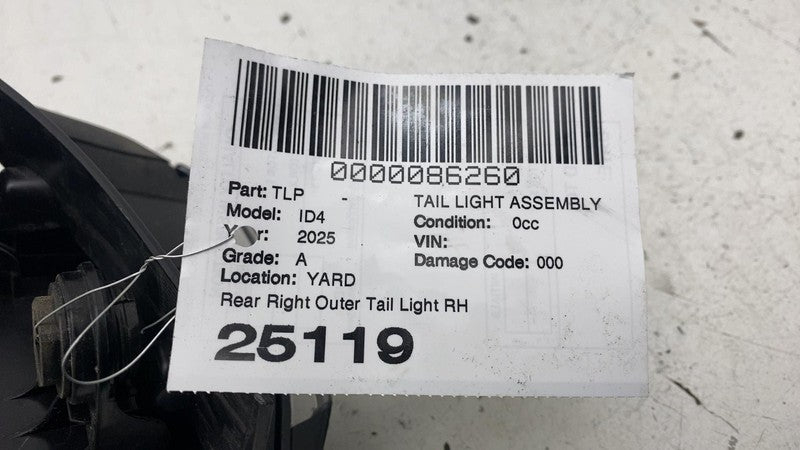 0000086260
Part: TLP - TAIL LIGHT ASSEMBLY
Model: ID4 Condition: 0cc
Year: 2025 VIN:
Grade: A Damage Code: 000
Location: YARD
Rear Right Outer Tail Light RH
25119